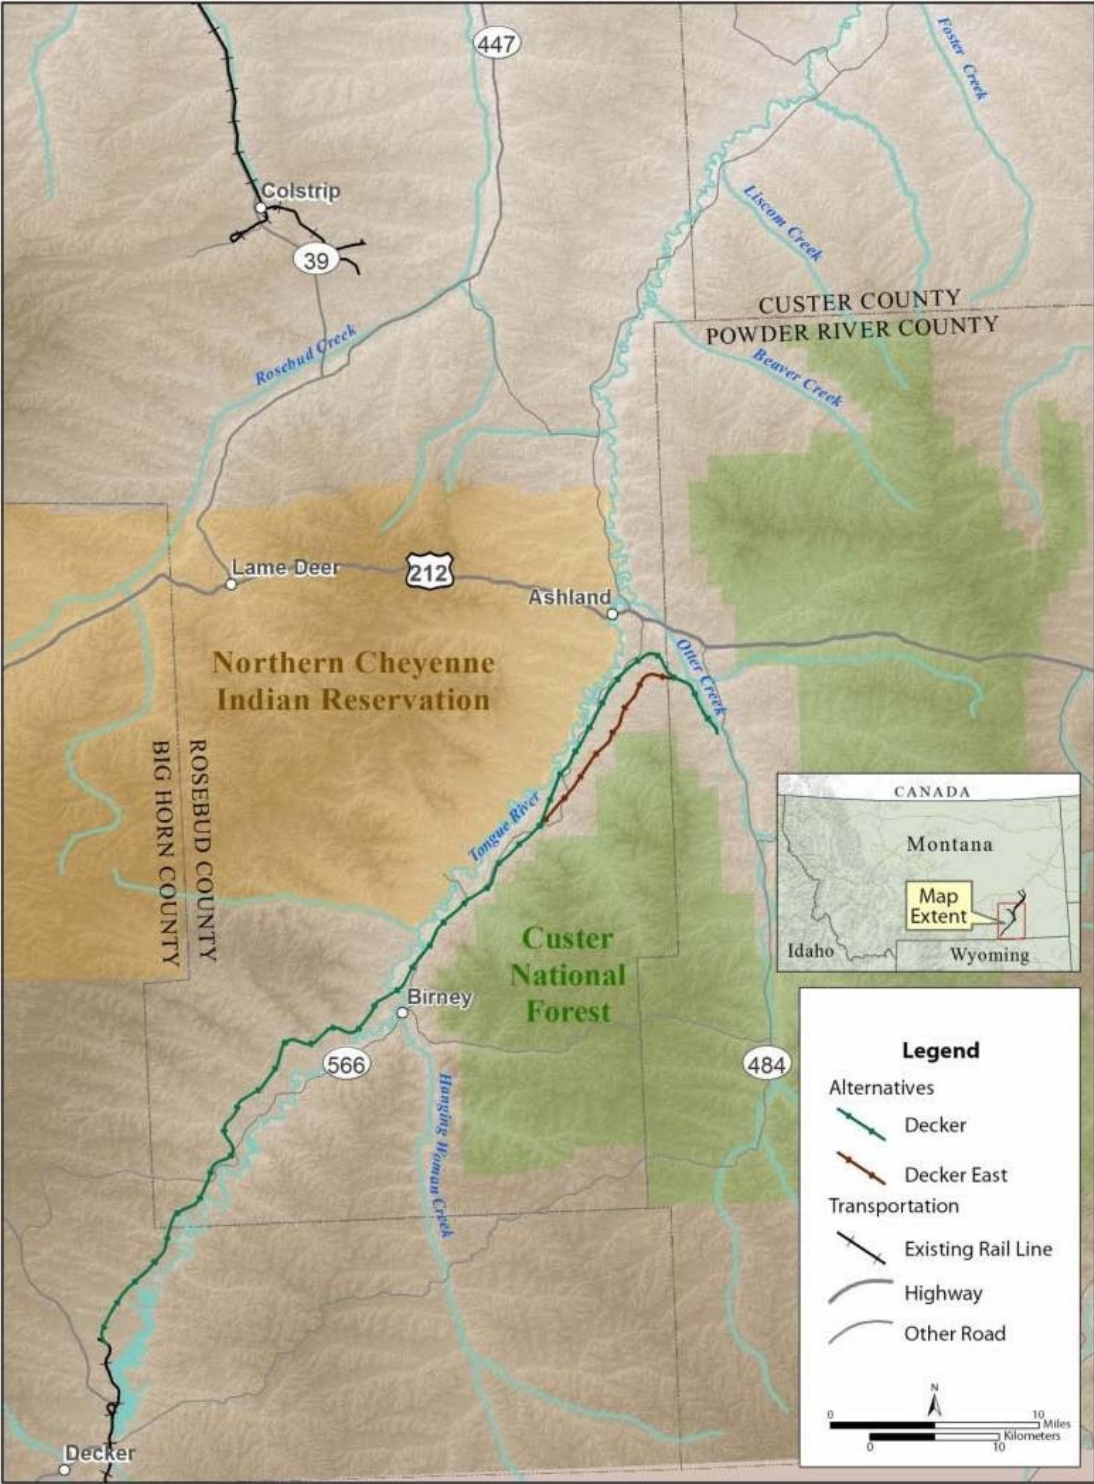 447
Foster Creek
Colstrip
Liscom Creek
39
CUSTER COUNTY
POWDER RIVER COUNTY
Rosebud Creek
Beaver Creek
Lame Deer
212
Ashland
Northern Cheyenne
Indian Reservation
Otter Creek
BIG HORN COUNTY
ROSEBUD COUNTY
Tongue River
CANADA
Montana
Map
Extent
Idaho
Wyoming
Custer
National
Forest
Birney
566
484
Hanging Woman Creek
Legend
Alternatives
Decker
Decker East
Transportation
Existing Rail Line
Highway
Other Road
N
0 10
Miles
Kilometers
0 10
Decker